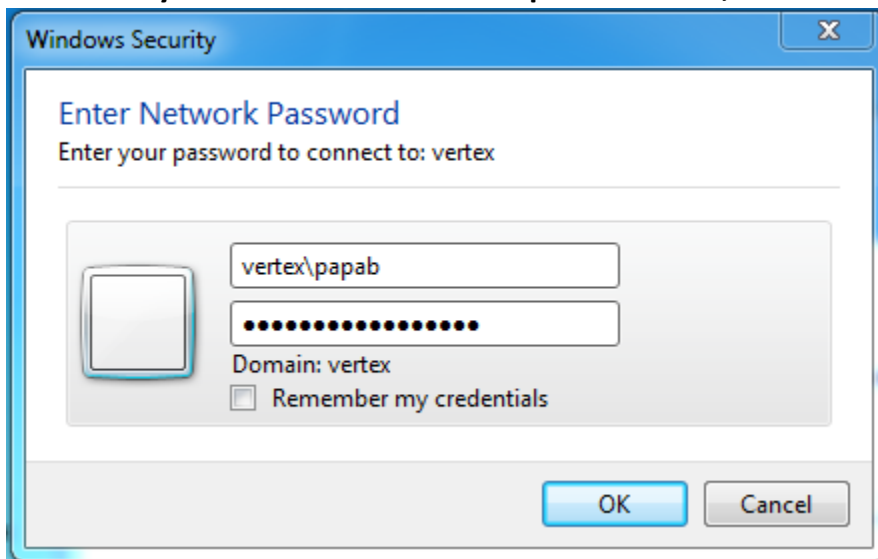 Windows Security
Enter Network Password
Enter your password to connect to: vertex
vertex\papab
•••••••••••••••••
Domain: vertex
Remember my credentials
OK
Cancel